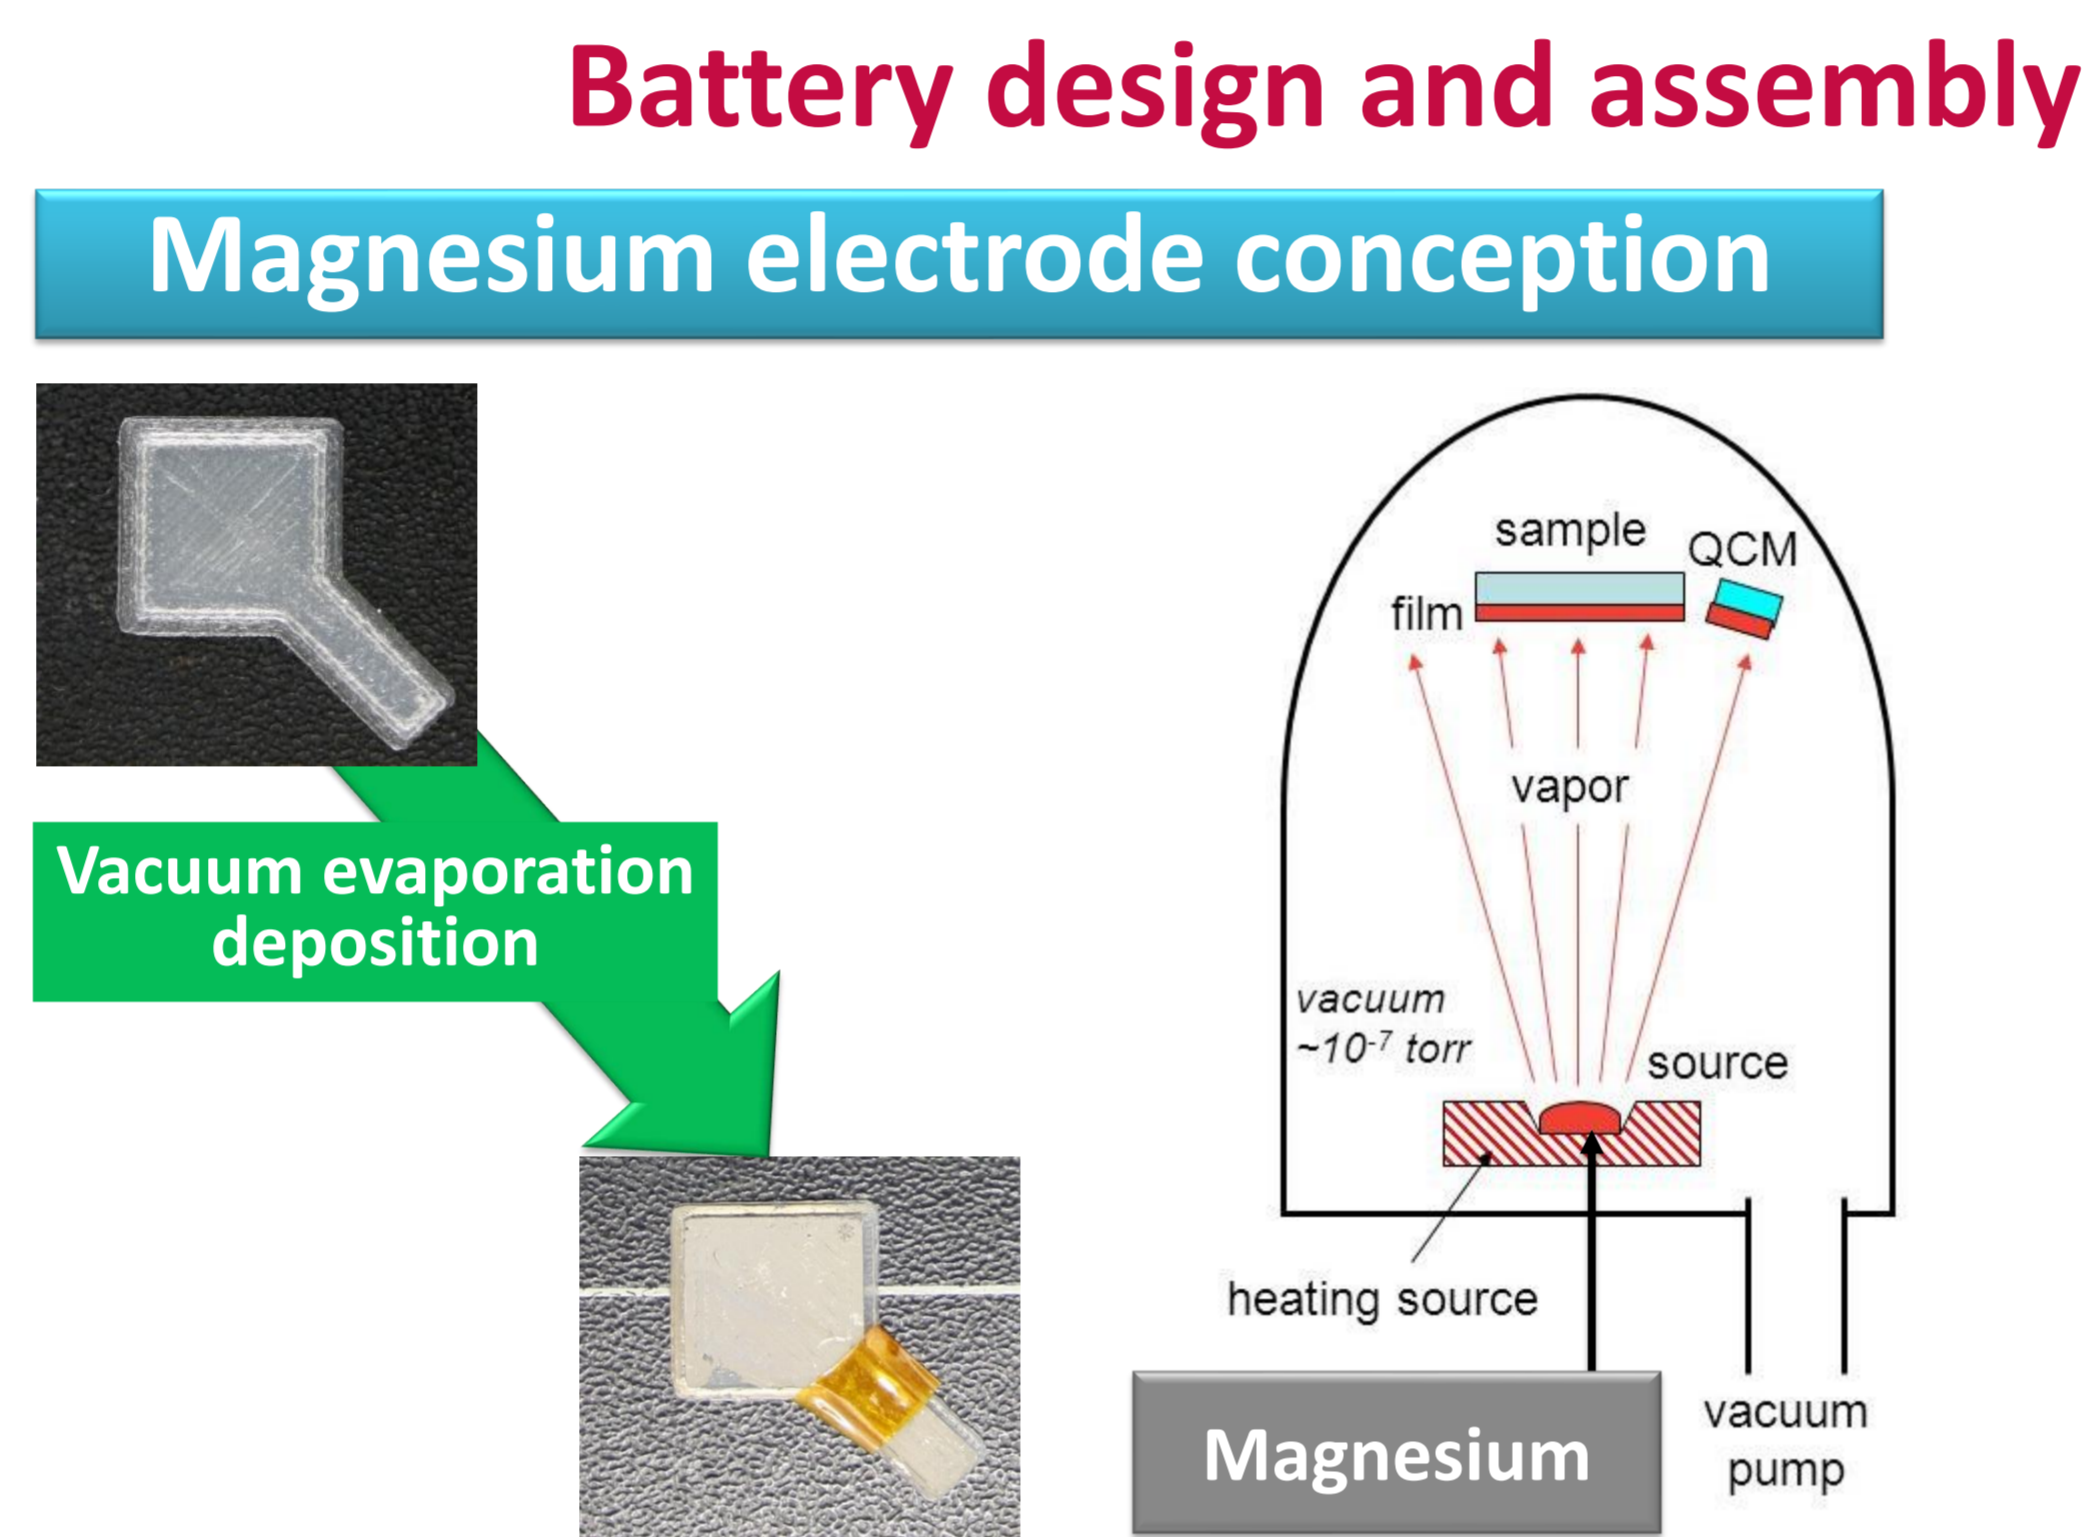 Battery design and assembly
Magnesium electrode conception
Vacuum evaporation
deposition
sample
QCM
film
vapor
vacuum
~10⁻⁷ torr
source
heating source
Magnesium
vacuum
pump